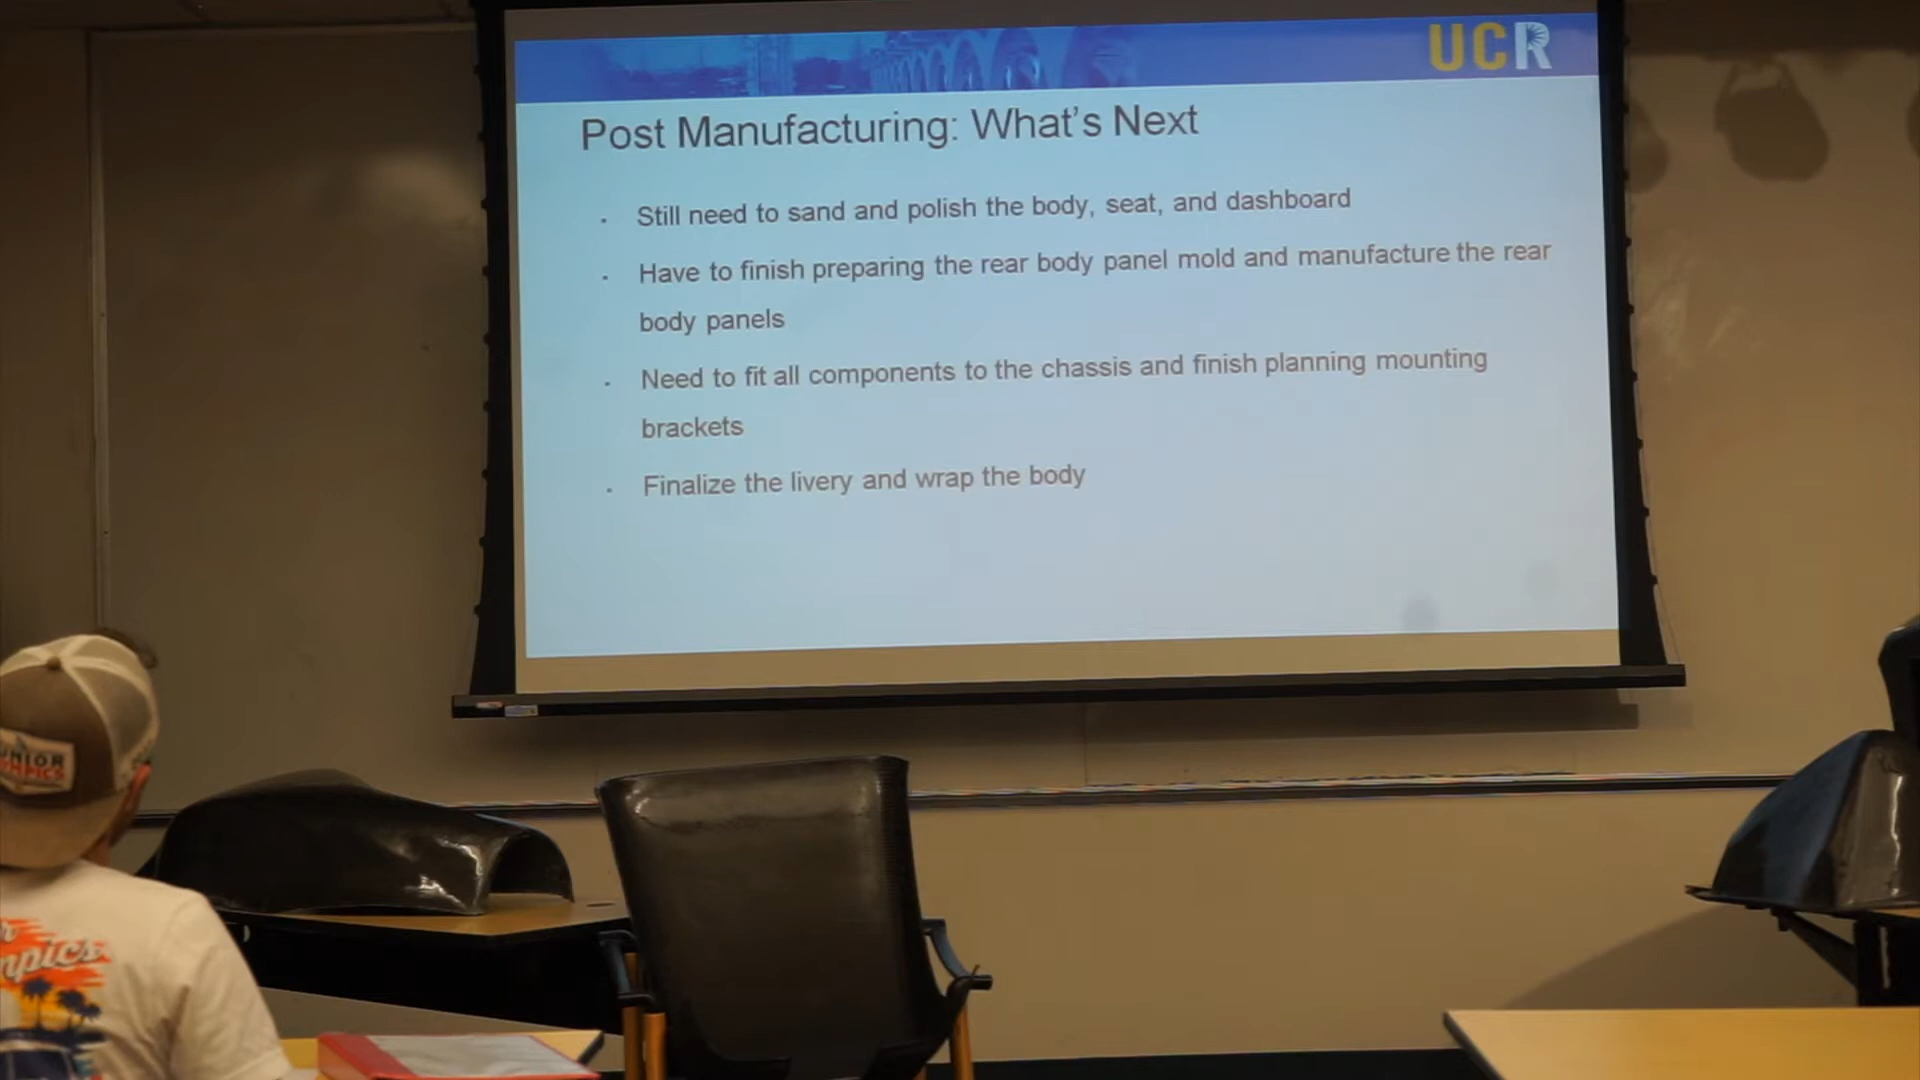 UCR
Post Manufacturing: What's Next
Still need to sand and polish the body, seat, and dashboard
Have to finish preparing the rear body panel mold and manufacture the rear
body panels
Need to fit all components to the chassis and finish planning mounting
brackets
Finalize the livery and wrap the body